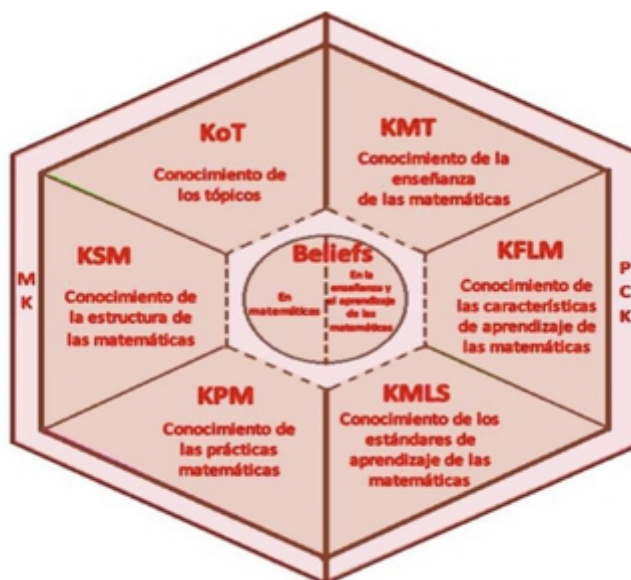 KoT
Conocimiento de
los tópicos
KMT
Conocimiento de la
enseñanza
de las matemáticas
KSM
Conocimiento de
la estructura de
las matemáticas
MK
Beliefs
En
matemáticas
En la
enseñanza y
el aprendizaje
de las
matemáticas
KFLM
Conocimiento de
las características
de aprendizaje de
las matemáticas
PCK
KPM
Conocimiento de
las prácticas
matemáticas
KMLS
Conocimiento de los
estándares de
aprendizaje de las
matemáticas